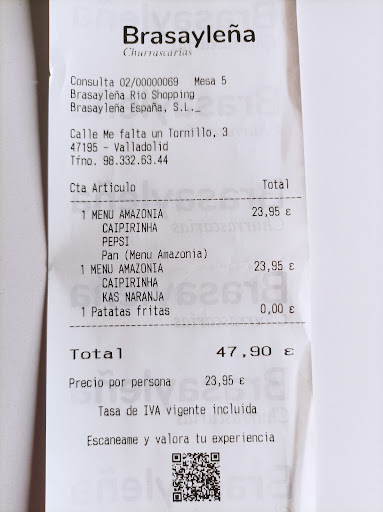 Brasayleña
Churrascarias
Consulta 02/00000069 Mesa 5
Brasayleña Rio Shopping
Brasayleña España, S.L._
Calle Me falta un Tornillo, 3
47195 - Valladolid
Tfno. 98.332.63.44
Cta Articulo Total
1 MENU AMAZONIA 23,95 €
CAIPIRINHA
PEPSI
Pan (Menu Amazonia)
1 MENU AMAZONIA 23,95 €
CAIPIRINHA
KAS NARANJA
1 Patatas fritas 0,00 €
Total 47,90 €
Precio por persona 23,95 €
Tasa de IVA vigente incluida
Escaneame y valora tu experiencia